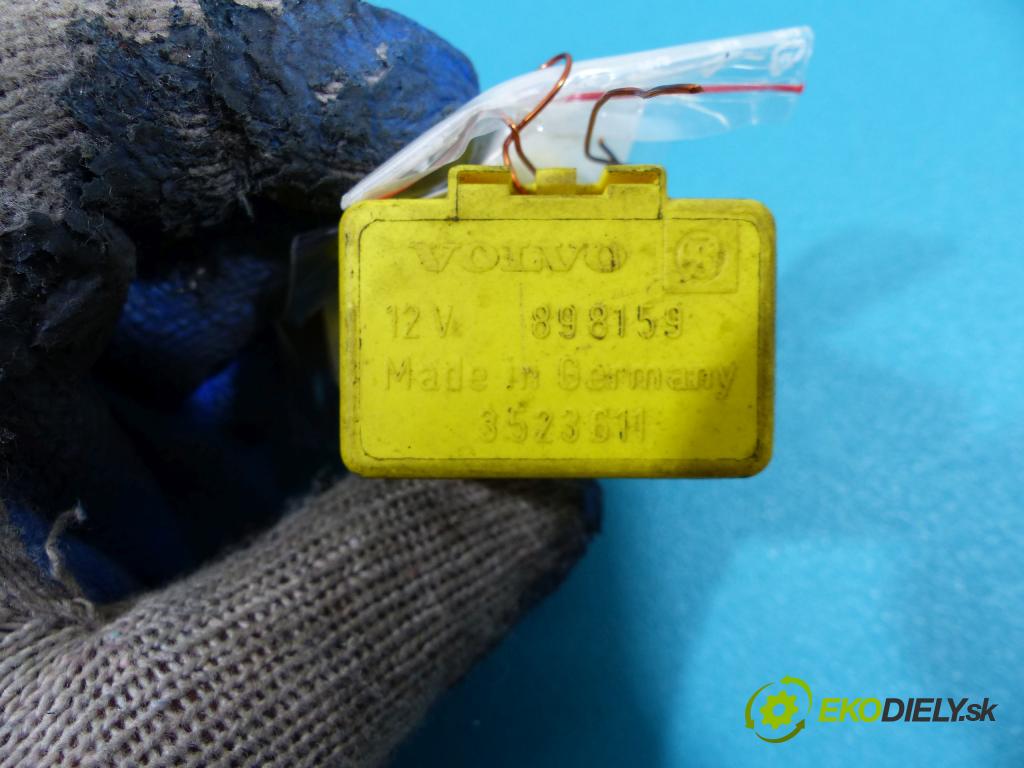 VOLVO
12 V. 898159
Made in Germany
3523611
EKODIELY.sk